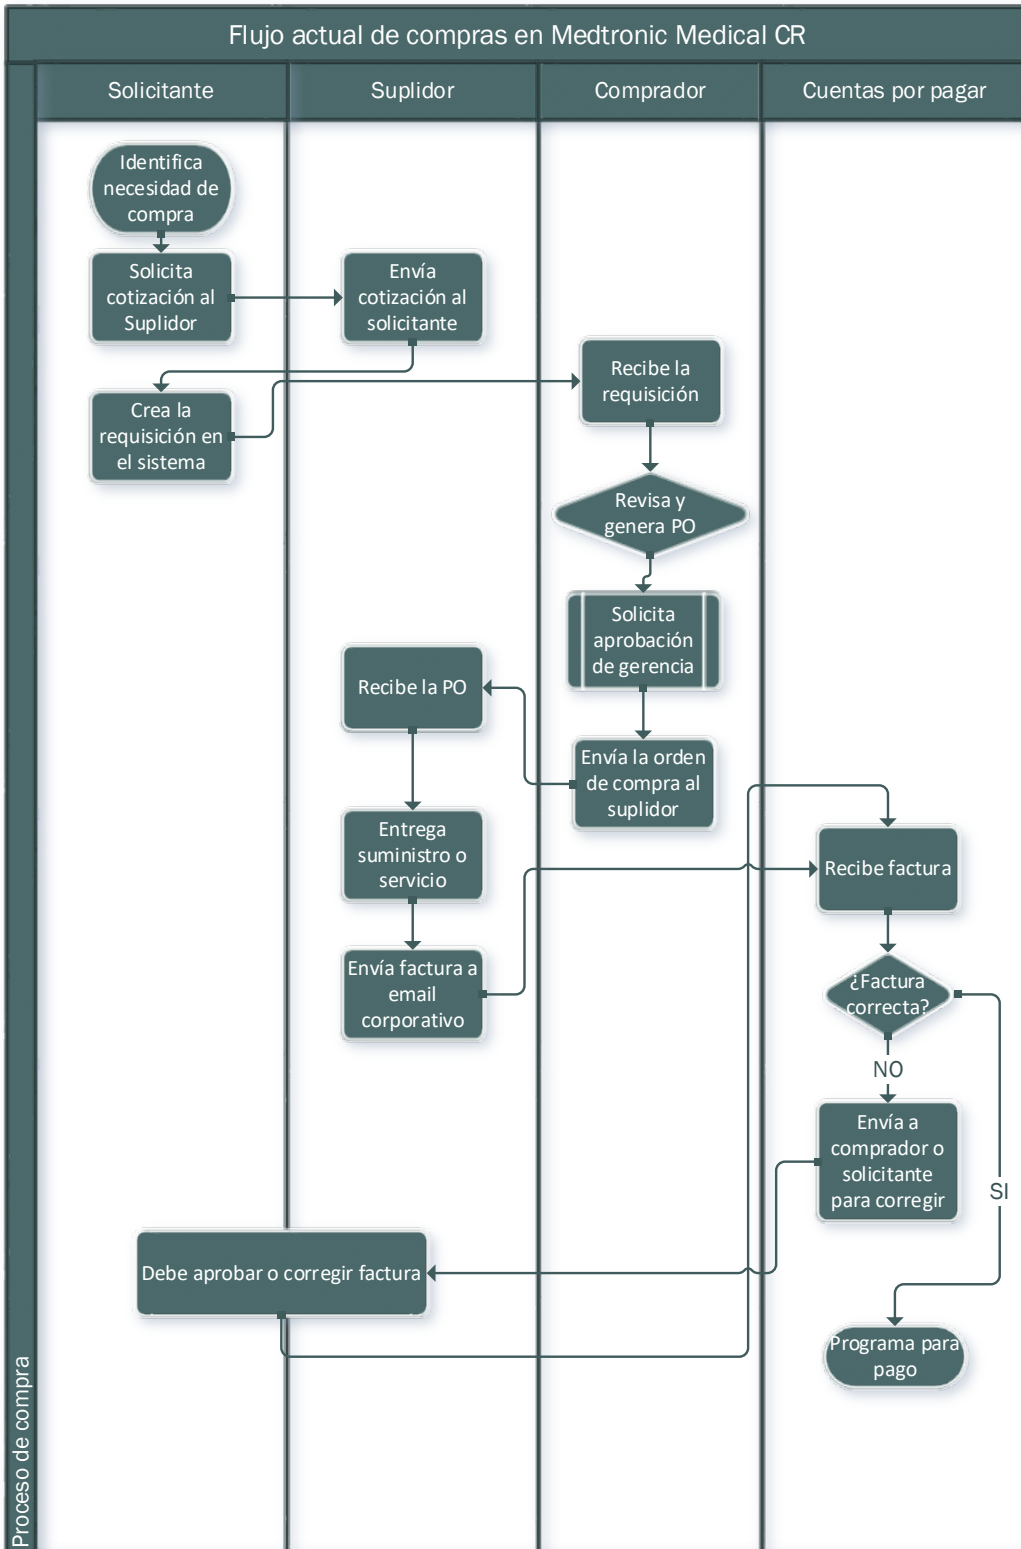 Flujo actual de compras en Medtronic Medical CR
Solicitante
Suplidor
Comprador
Cuentas por pagar
Identifica
necesidad de
compra
Solicita
cotización al
Suplidor
Envía
cotización al
solicitante
Crea la
requisición en
el sistema
Recibe la
requisición
Revisa y
genera PO
Solicita
aprobación
de gerencia
Envía la orden
de compra al
suplidor
Recibe la PO
Entrega
suministro o
servicio
Envía factura a
email
corporativo
Recibe factura
¿Factura
correcta?
NO
SI
Envía a
comprador o
solicitante
para corregir
Debe aprobar o corregir factura
Programa para
pago
Proceso de compra